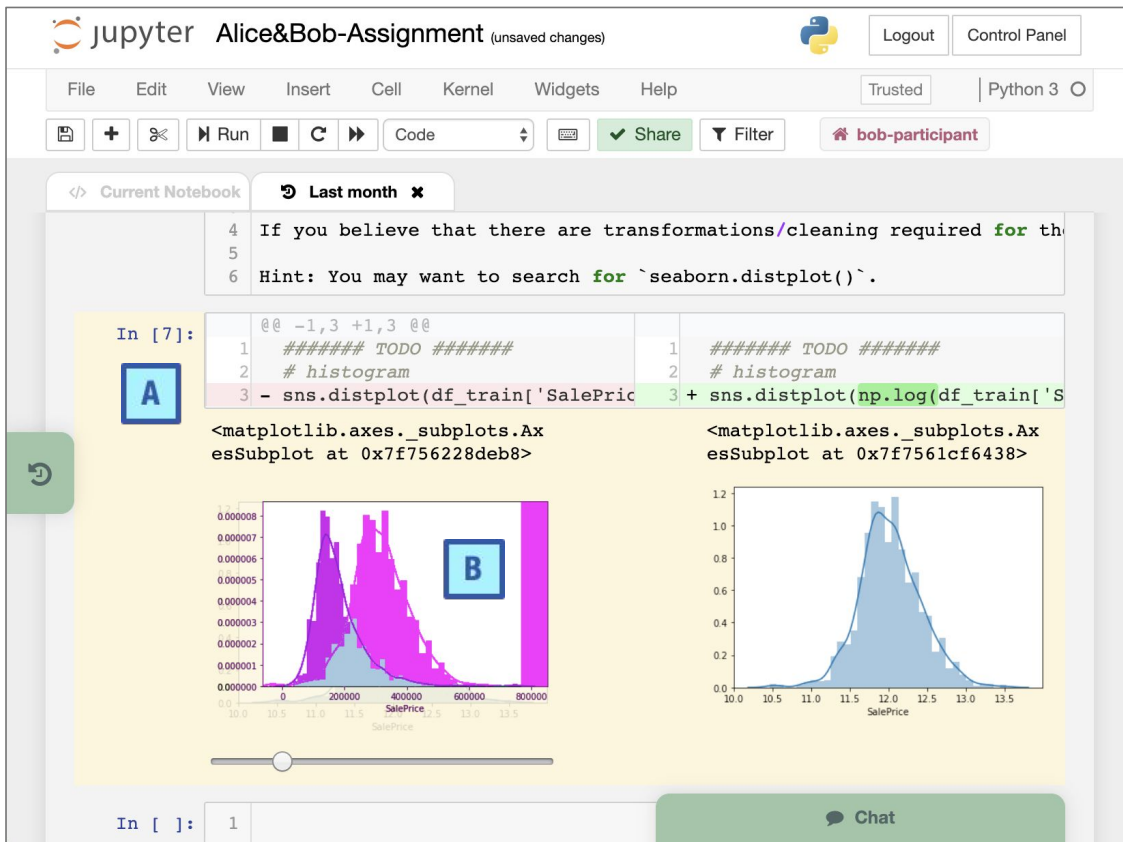 jupyter Alice&Bob-Assignment (unsaved changes) Logout Control Panel
File Edit View Insert Cell Kernel Widgets Help Trusted Python 3
Run Code Share Filter bob-participant
</> Current Notebook Last month ✖
4 If you believe that there are transformations/cleaning required for the
5
6 Hint: You may want to search for `seaborn.distplot()`.
In [7]:
@@ -1,3 +1,3 @@
1 ####### TODO #######
2 # histogram
3 - sns.distplot(df_train['SalePric
1 ####### TODO #######
2 # histogram
3 + sns.distplot(np.log(df_train['S
A
<matplotlib.axes._subplots.Ax
esSubplot at 0x7f756228deb8>
<matplotlib.axes._subplots.Ax
esSubplot at 0x7f7561cf6438>
0.000008
0.000007
0.000006
0.000005
0.000004
0.000003
0.000002
0.000001
0.000000
0.0
B
0 200000 400000 600000 800000
SalePrice
10.0 10.5 11.0 11.5 12.5 13.0 13.5
SalePrice
1.2
1.0
0.8
0.6
0.4
0.2
0.0
10.0 10.5 11.0 11.5 12.0 12.5 13.0 13.5
SalePrice
In [ ]: 1
Chat